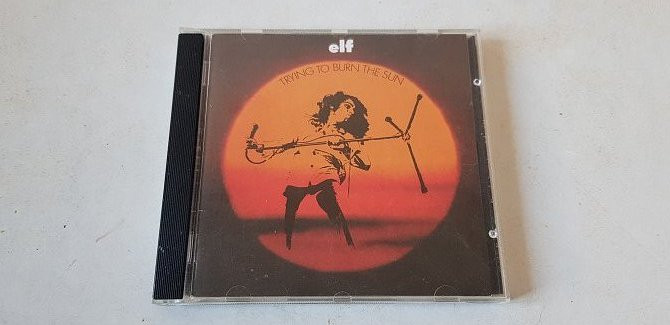 elf
TRYING TO BURN THE SUN